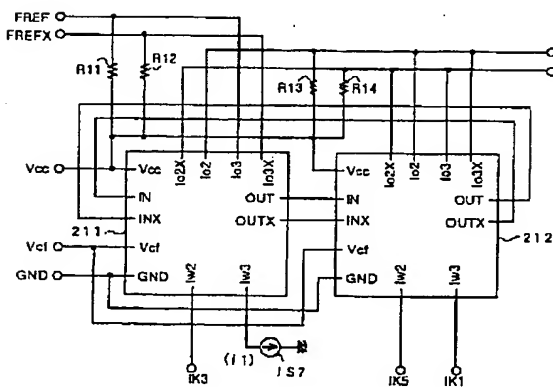 FREF
FREFX
R11
R12
R13
R14
Vcc
Vcc
Io2X
Io2
Io3
Io3X
Vcc
Io2X
Io2
Io3
Io3X
IN
OUT
IN
OUT
INX
OUTX
INX
OUTX
211
212
Vcf
Vcf
Vcf
GND
GND
GND
Iw2
Iw3
Iw2
Iw3
(i1)
IS7
IK3
IK5
IK1